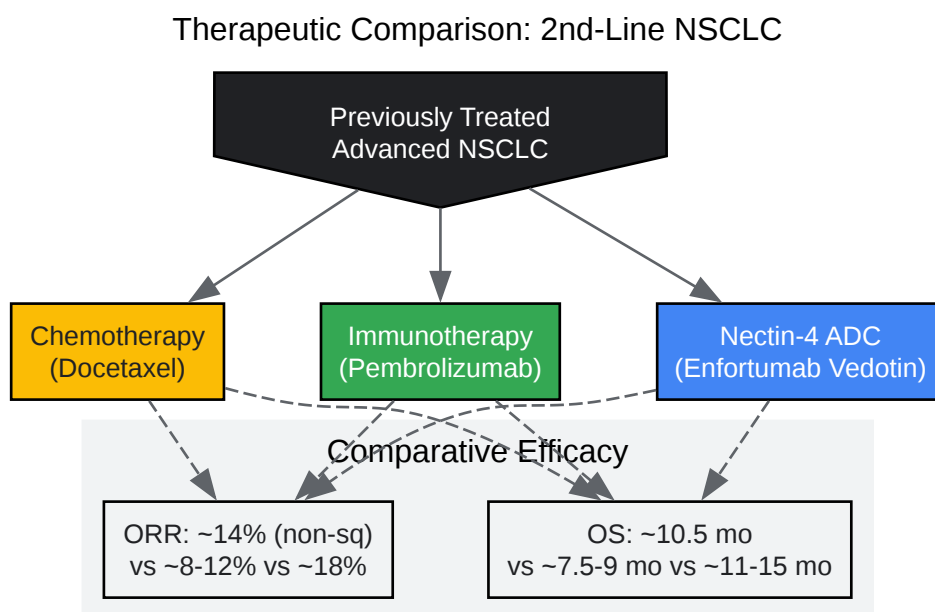 Therapeutic Comparison: 2nd-Line NSCLC
Previously Treated
Advanced NSCLC
Chemotherapy
(Docetaxel)
Immunotherapy
(Pembrolizumab)
Nectin-4 ADC
(Enfortumab Vedotin)
Comparative Efficacy
ORR: ~14% (non-sq)
vs ~8-12% vs ~18%
OS: ~10.5 mo
vs ~7.5-9 mo vs ~11-15 mo